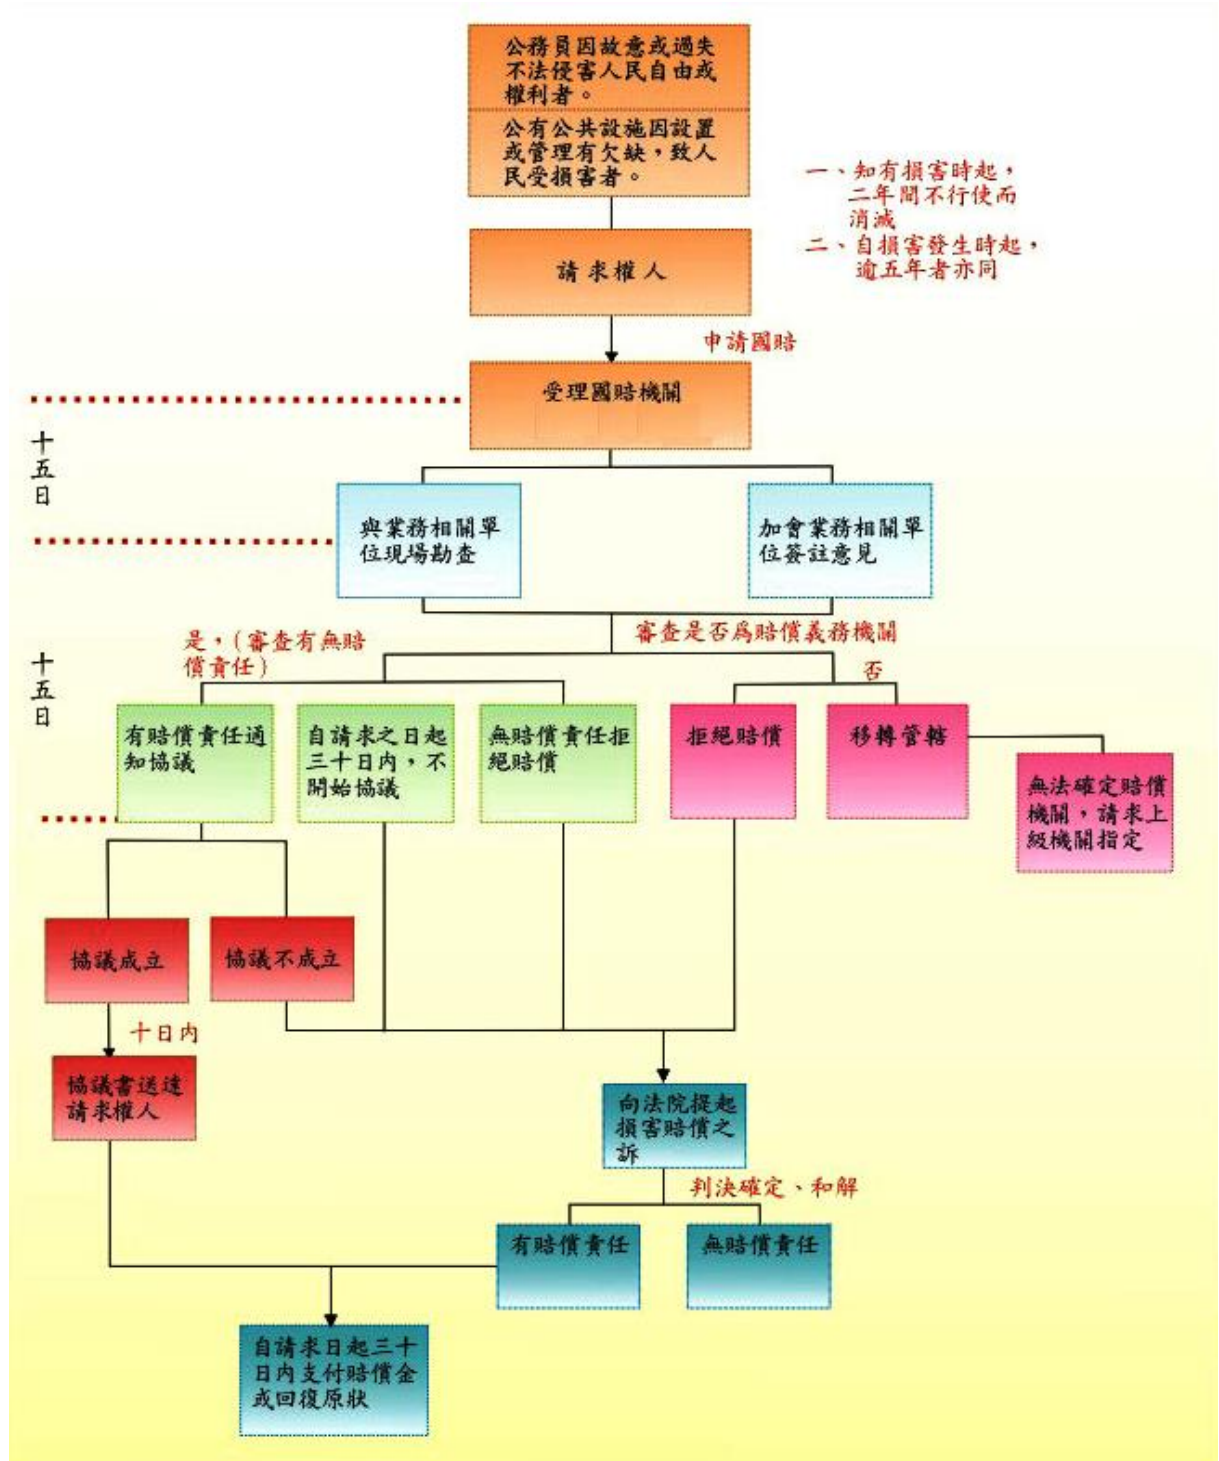 公務員因故意或過失
不法侵害人民自由或
權利者。
公有公共設施因設置
或管理有欠缺，致人
民受損害者。
一、知有損害時起，
二年間不行使而
消滅
二、自損害發生時起，
逾五年者亦同
請求權人
申請國賠
受理國賠機關
十五日
與業務相關單
位現場勘查
加會業務相關單
位簽註意見
審查是否為賠償義務機關
是，(審查有無賠
償責任)
否
十五日
有賠償責任通
知協議
自請求之日起
三十日內，不
開始協議
無賠償責任拒
絕賠償
拒絕賠償
移轉管轄
無法確定賠償
機關，請求上
級機關指定
協議成立
協議不成立
十日內
協議書送達
請求權人
向法院提起
損害賠償之
訴
判決確定、和解
有賠償責任
無賠償責任
自請求日起三十
日內支付賠償金
或回復原狀